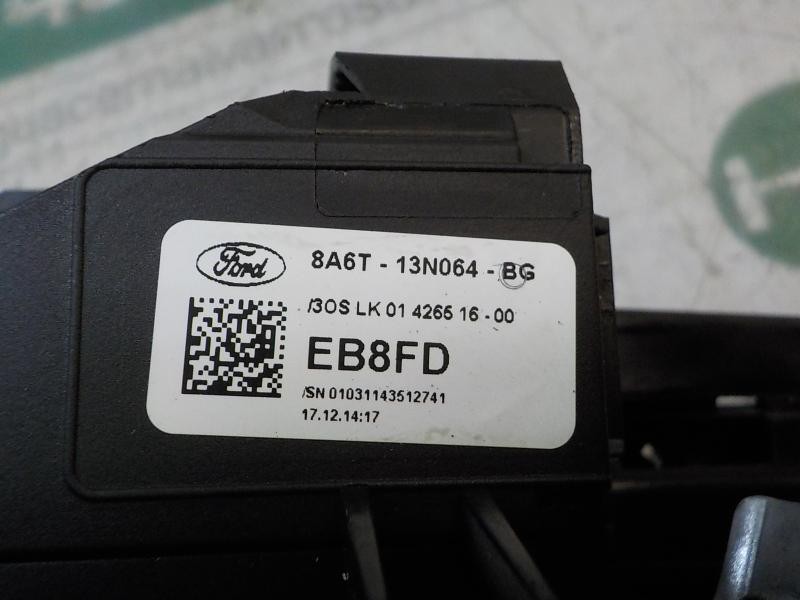 Ford
8A6T - 13N064 - BG
/3OS LK 01 4266 16 - 00
EB8FD
/SN 01031143512741
17.12.14:17